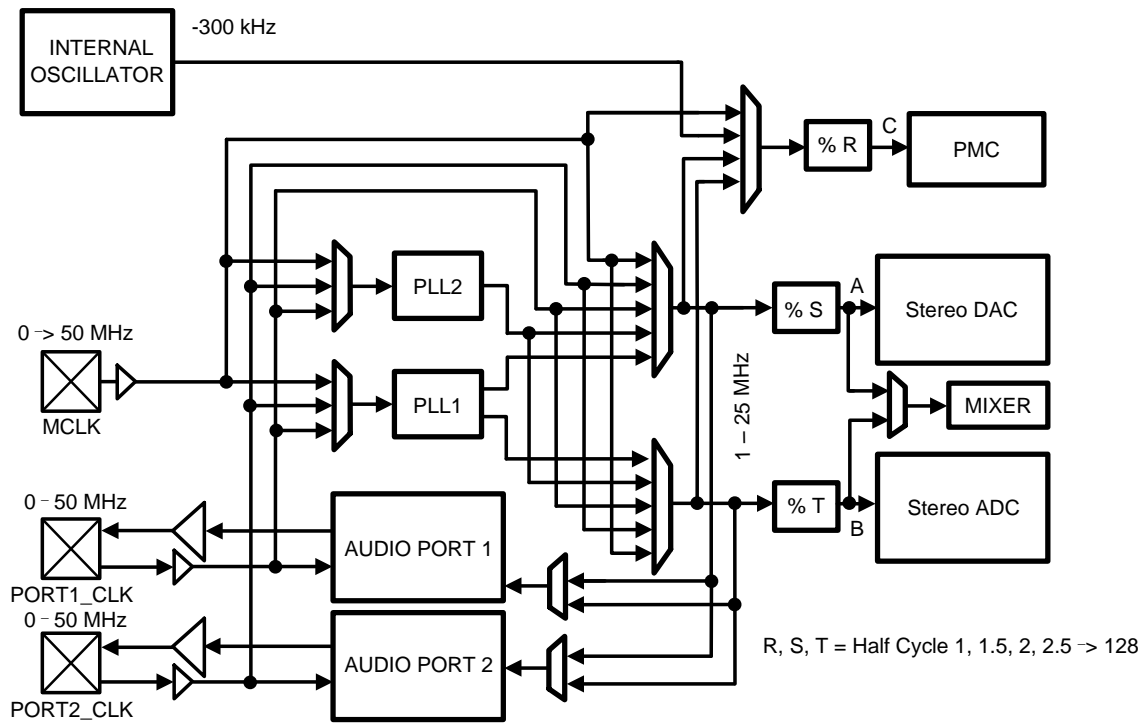 INTERNAL
OSCILLATOR
-300 kHz
% R
C
PMC
PLL2
% S
A
Stereo DAC
0 –> 50 MHz
MCLK
PLL1
1 – 25 MHz
MIXER
0 – 50 MHz
PORT1_CLK
AUDIO PORT 1
% T
B
Stereo ADC
0 – 50 MHz
PORT2_CLK
AUDIO PORT 2
R, S, T = Half Cycle 1, 1.5, 2, 2.5 –> 128